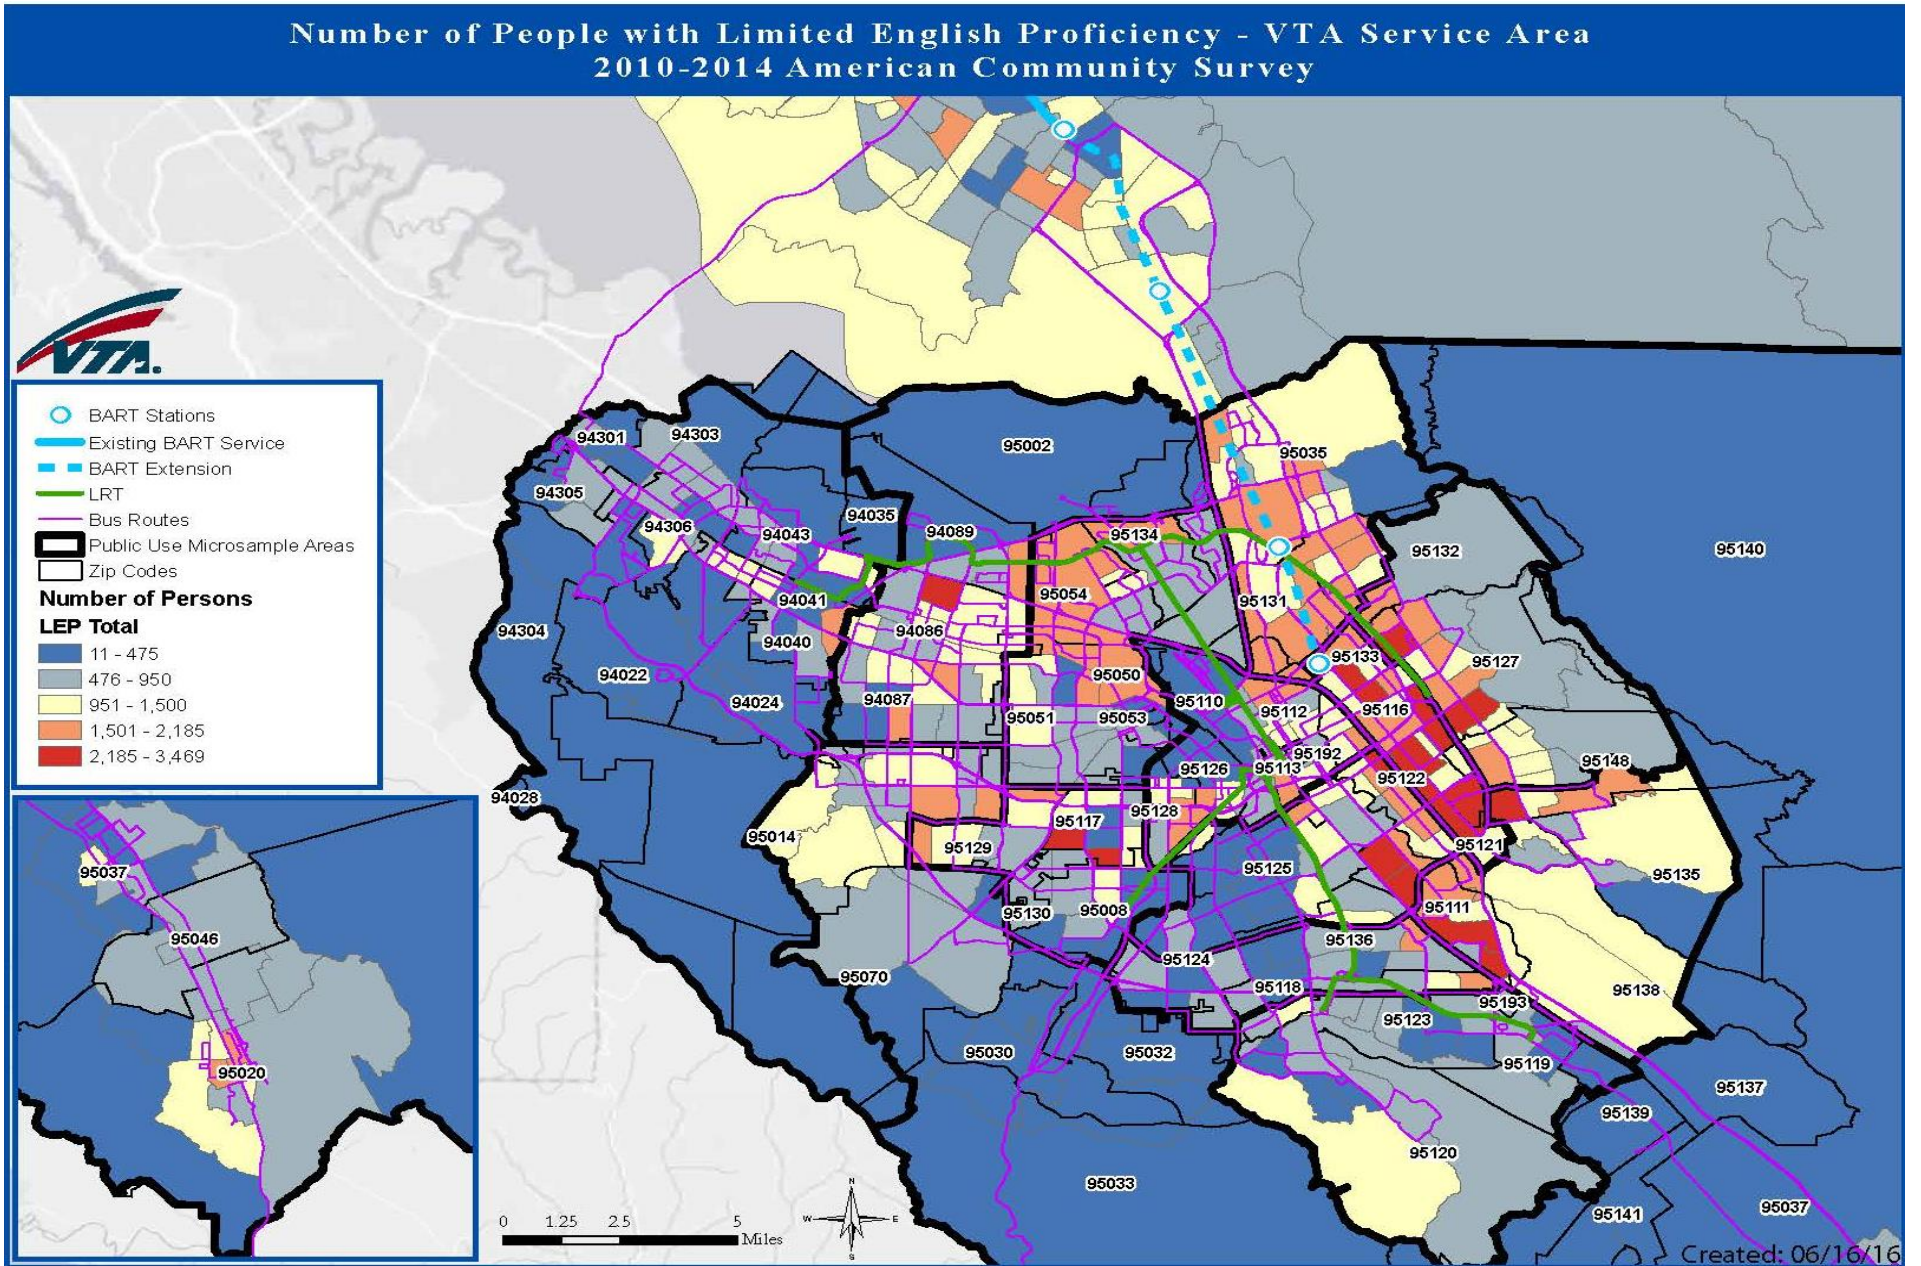 Number of People with Limited English Proficiency - VTA Service Area
2010-2014 American Community Survey
VTA.
BART Stations
Existing BART Service
BART Extension
LRT
Bus Routes
Public Use Microsample Areas
Zip Codes
Number of Persons
LEP Total
11 - 475
476 - 950
951 - 1,500
1,501 - 2,185
2,185 - 3,469
94301
94303
95002
95035
94305
94306
94035
94043
94089
95134
95132
95140
94041
95054
95131
94304
94040
94086
95133
95127
94022
95050
94024
94087
95051
95053
95110
95112
95116
95192
95126
95113
95122
95148
94028
95014
95117
95128
95129
95121
95125
95135
95130
95008
95111
95136
95124
95070
95118
95193
95138
95123
95030
95032
95119
95137
95139
95120
95033
95141
95037
95037
95046
95020
0 1.25 2.5 5
Miles
N
W E
S
Created: 06/16/16